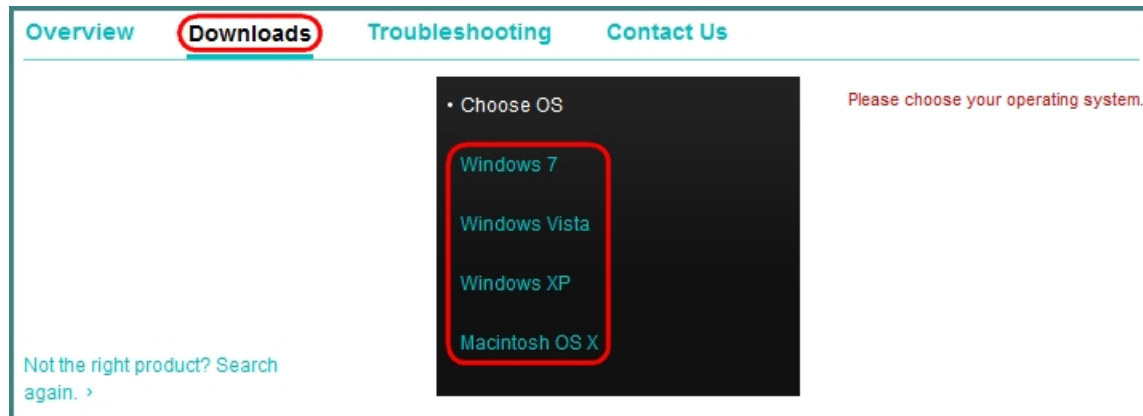 Overview Downloads Troubleshooting Contact Us
• Choose OS
Please choose your operating system.
Windows 7
Windows Vista
Windows XP
Macintosh OS X
Not the right product? Search
again. ›